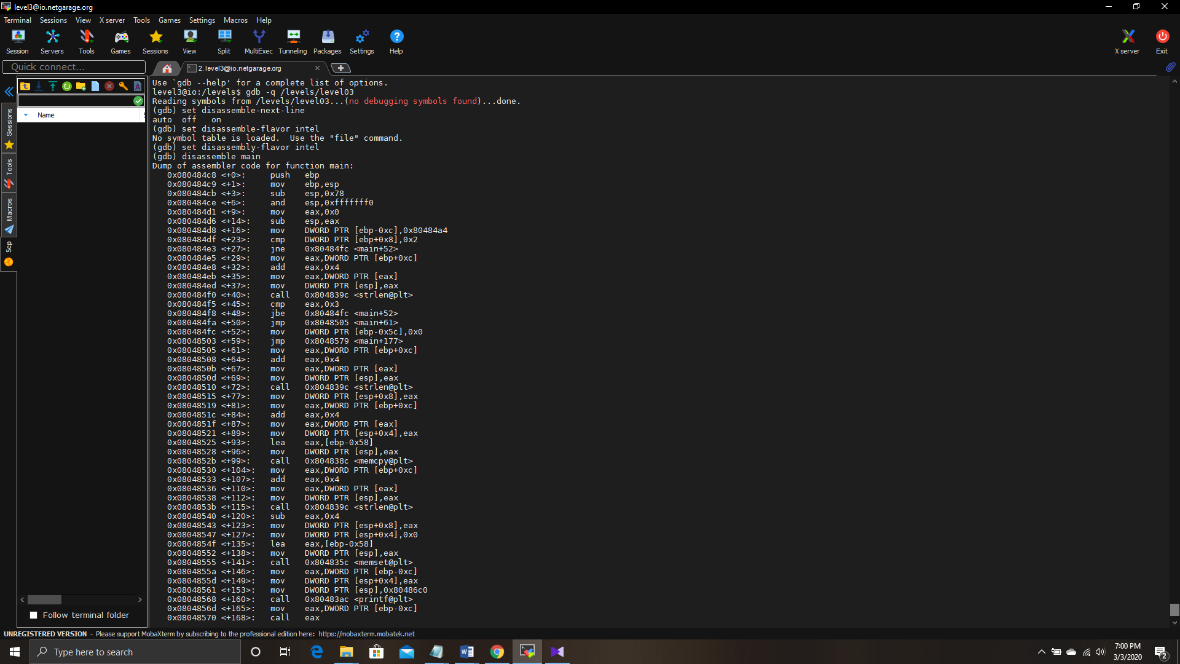 level3@io.netgarage.org
Terminal Sessions View X server Tools Games Settings Macros Help
Session Servers Tools Games Sessions View Split MultiExec Tunneling Packages Settings Help X server Exit
Quick connect...
2. level3@io.netgarage.org
Name
Sessions
Tools
Macros
Scp
Use `gdb --help' for a complete list of options.
level3@io:/levels$ gdb -q /levels/level03
Reading symbols from /levels/level03...(no debugging symbols found)...done.
(gdb) set disassemble-next-line
auto off on
(gdb) set disassemble-flavor intel
No symbol table is loaded. Use the "file" command.
(gdb) set disassembly-flavor intel
(gdb) disassemble main
Dump of assembler code for function main:
0x080484c8 <+0>: push ebp
0x080484c9 <+1>: mov ebp,esp
0x080484cb <+3>: sub esp,0x78
0x080484ce <+6>: and esp,0xfffffff0
0x080484d1 <+9>: mov eax,0x0
0x080484d6 <+14>: sub esp,eax
0x080484d8 <+16>: mov DWORD PTR [ebp-0xc],0x80484a4
0x080484df <+23>: cmp DWORD PTR [ebp+0x8],0x2
0x080484e3 <+27>: jne 0x80484fc <main+52>
0x080484e5 <+29>: mov eax,DWORD PTR [ebp+0xc]
0x080484e8 <+32>: add eax,0x4
0x080484eb <+35>: mov eax,DWORD PTR [eax]
0x080484ed <+37>: mov DWORD PTR [esp],eax
0x080484f0 <+40>: call 0x804839c <strlen@plt>
0x080484f5 <+45>: cmp eax,0x3
0x080484f8 <+48>: jbe 0x80484fc <main+52>
0x080484fa <+50>: jmp 0x8048505 <main+61>
0x080484fc <+52>: mov DWORD PTR [ebp-0x5c],0x0
0x08048503 <+59>: jmp 0x8048579 <main+177>
0x08048505 <+61>: mov eax,DWORD PTR [ebp+0xc]
0x08048508 <+64>: add eax,0x4
0x0804850b <+67>: mov eax,DWORD PTR [eax]
0x0804850d <+69>: mov DWORD PTR [esp],eax
0x08048510 <+72>: call 0x804839c <strlen@plt>
0x08048515 <+77>: mov DWORD PTR [esp+0x8],eax
0x08048519 <+81>: mov eax,DWORD PTR [ebp+0xc]
0x0804851c <+84>: add eax,0x4
0x0804851f <+87>: mov eax,DWORD PTR [eax]
0x08048521 <+89>: mov DWORD PTR [esp+0x4],eax
0x08048525 <+93>: lea eax,[ebp-0x58]
0x08048528 <+96>: mov DWORD PTR [esp],eax
0x0804852b <+99>: call 0x804838c <memcpy@plt>
0x08048530 <+104>: mov eax,DWORD PTR [ebp+0xc]
0x08048533 <+107>: add eax,0x4
0x08048536 <+110>: mov eax,DWORD PTR [eax]
0x08048538 <+112>: mov DWORD PTR [esp],eax
0x0804853b <+115>: call 0x804839c <strlen@plt>
0x08048540 <+120>: sub eax,0x4
0x08048543 <+123>: mov DWORD PTR [esp+0x8],eax
0x08048547 <+127>: mov DWORD PTR [esp+0x4],0x0
0x0804854f <+135>: lea eax,[ebp-0x58]
0x08048552 <+138>: mov DWORD PTR [esp],eax
0x08048555 <+141>: call 0x804835c <memset@plt>
0x0804855a <+146>: mov eax,DWORD PTR [ebp-0xc]
0x0804855d <+149>: mov DWORD PTR [esp+0x4],eax
0x08048561 <+153>: mov DWORD PTR [esp],0x80486c0
0x08048568 <+160>: call 0x80483ac <printf@plt>
0x0804856d <+165>: mov eax,DWORD PTR [ebp-0xc]
0x08048570 <+168>: call eax
Follow terminal folder
UNREGISTERED VERSION - Please support MobaXterm by subscribing to the professional edition here: https://mobaxterm.mobatek.net
Type here to search
7:00 PM
3/3/2020
2